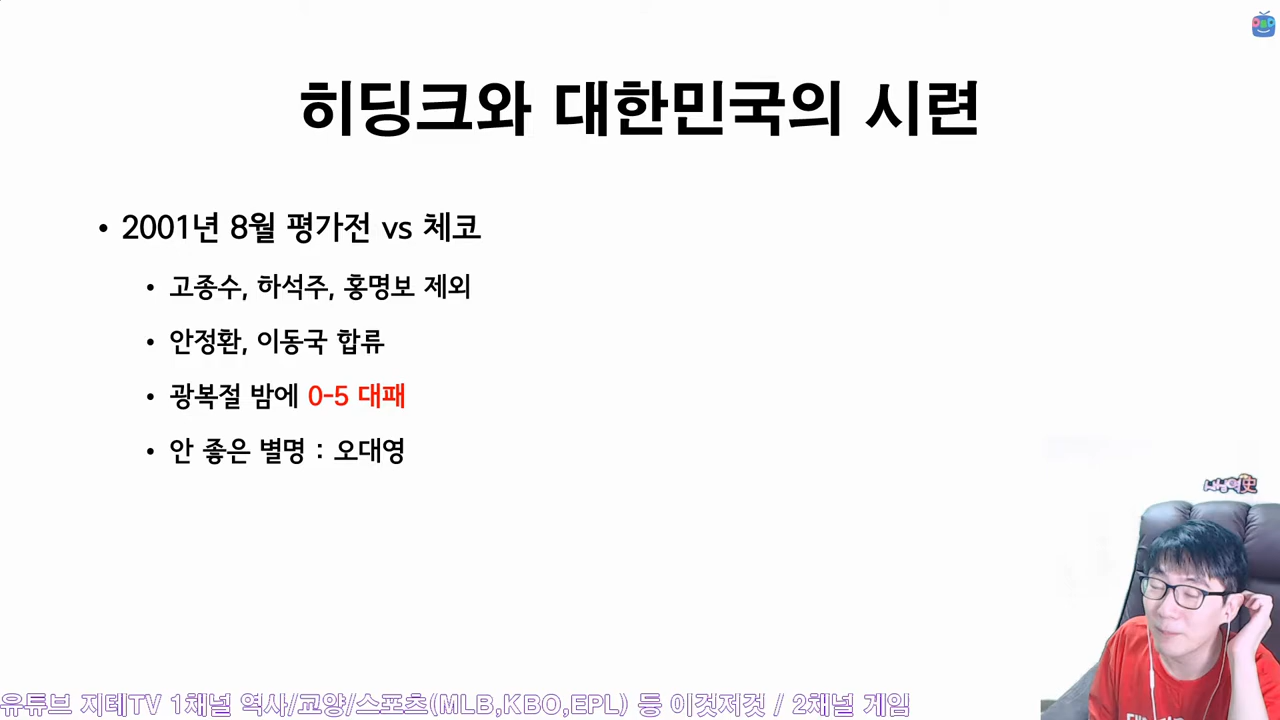 히딩크와 대한민국의 시련
• 2001년 8월 평가전 vs 체코
• 고종수, 하석주, 홍명보 제외
• 안정환, 이동국 합류
• 광복절 밤에 0-5 대패
• 안 좋은 별명 : 오대영
유튜브 지테TV 1채널 역사/교양/스포츠(MLB,KBO,EPL) 등 이것저것 / 2채널 게임